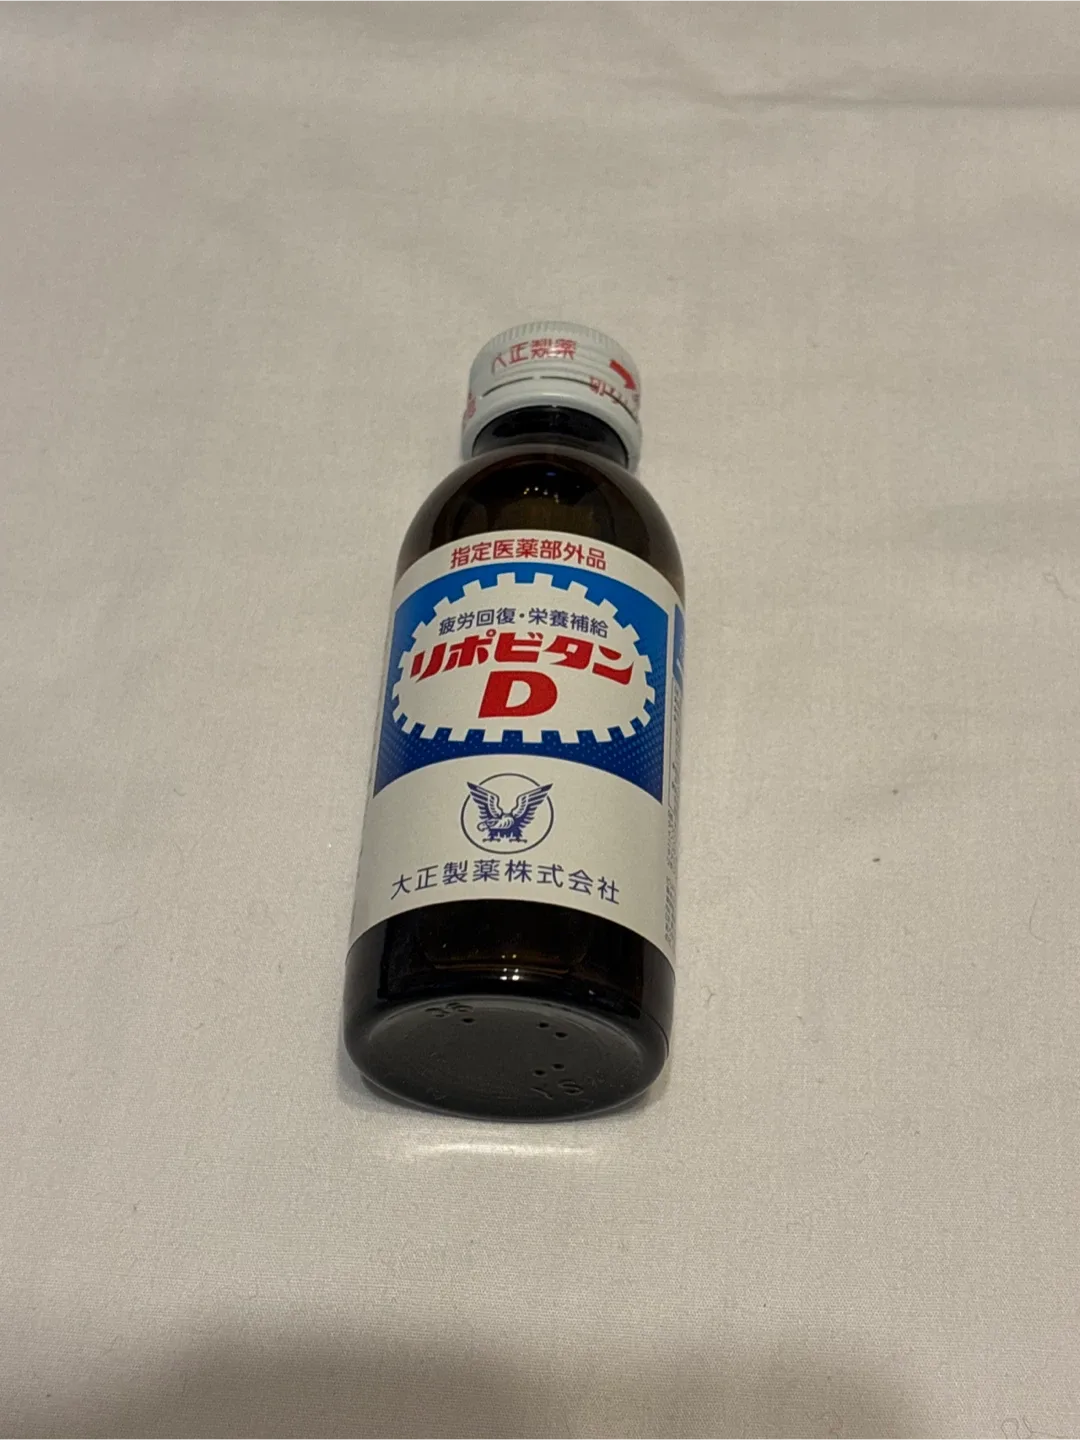 大正製薬
指定医薬部外品
疲労回復・栄養補給
リポビタン
D
大正製薬株式会社